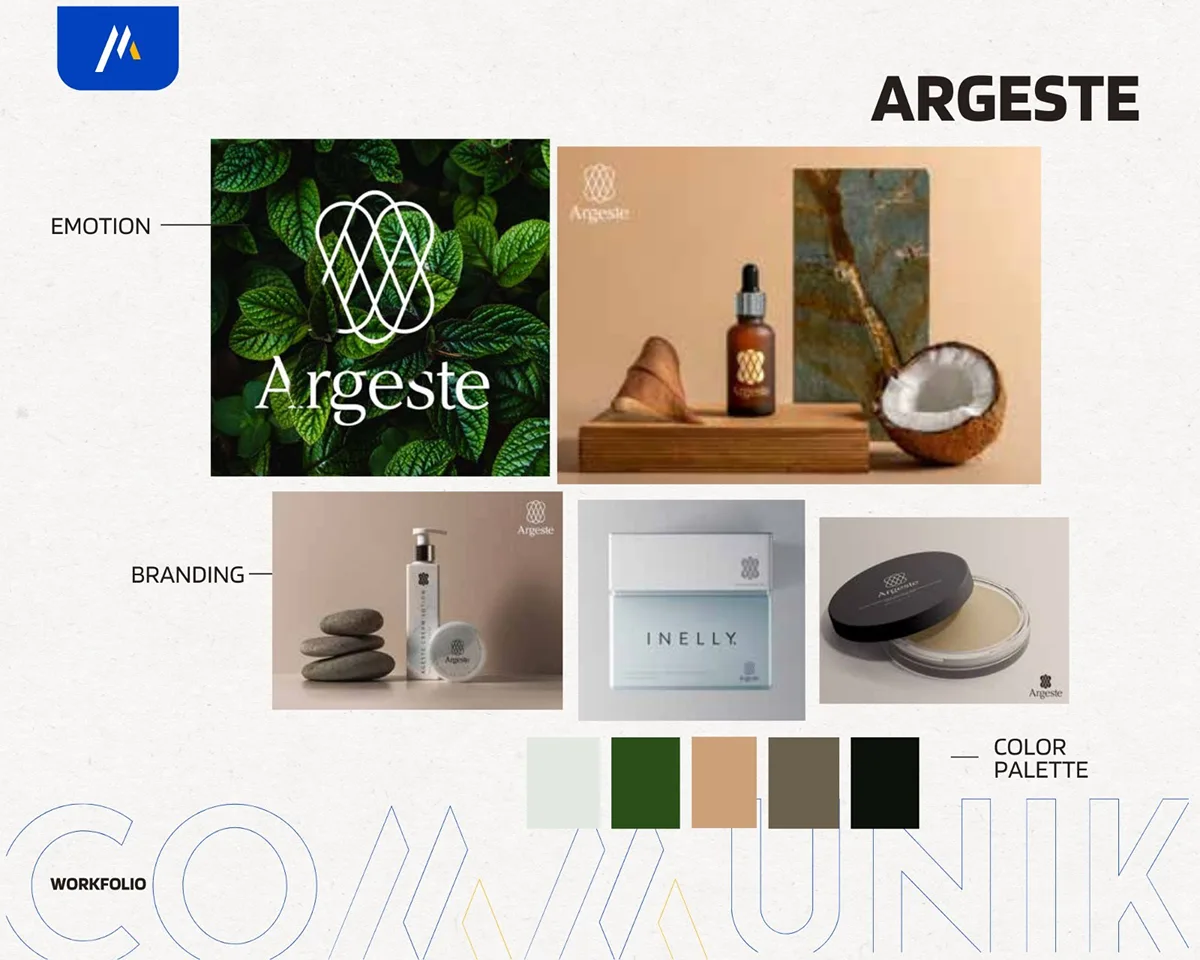 ARGESTE
EMOTION
Argeste
Argeste
Argeste
Argeste
BRANDING
Argeste
INELLY
Argeste
Argeste
COLOR
PALETTE
COMMUNIK
WORKFOLIO